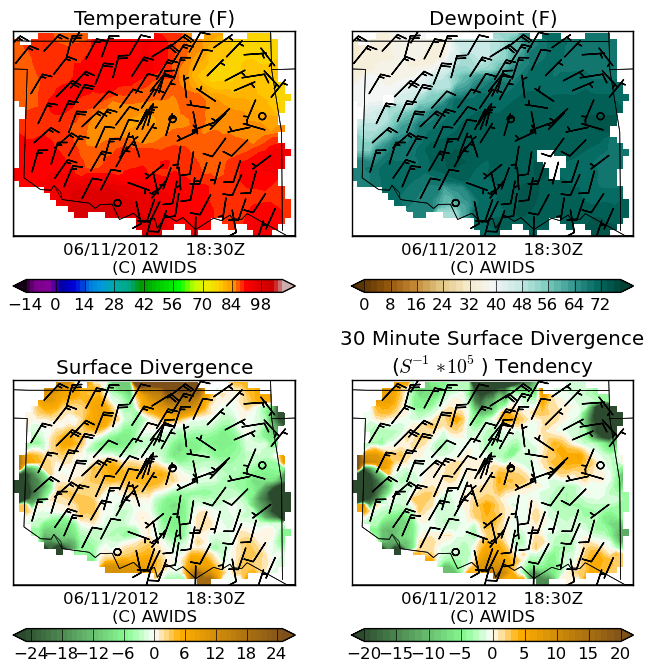 Temperature (F)
Dewpoint (F)
06/11/2012 18:30Z
(C) AWIDS
−14 0 14 28 42 56 70 84 98
06/11/2012 18:30Z
(C) AWIDS
0 8 16 24 32 40 48 56 64 72
Surface Divergence
30 Minute Surface Divergence
(S⁻¹ ∗10⁵ ) Tendency
06/11/2012 18:30Z
(C) AWIDS
−24−18−12 −6 0 6 12 18 24
06/11/2012 18:30Z
(C) AWIDS
−20−15−10 −5 0 5 10 15 20